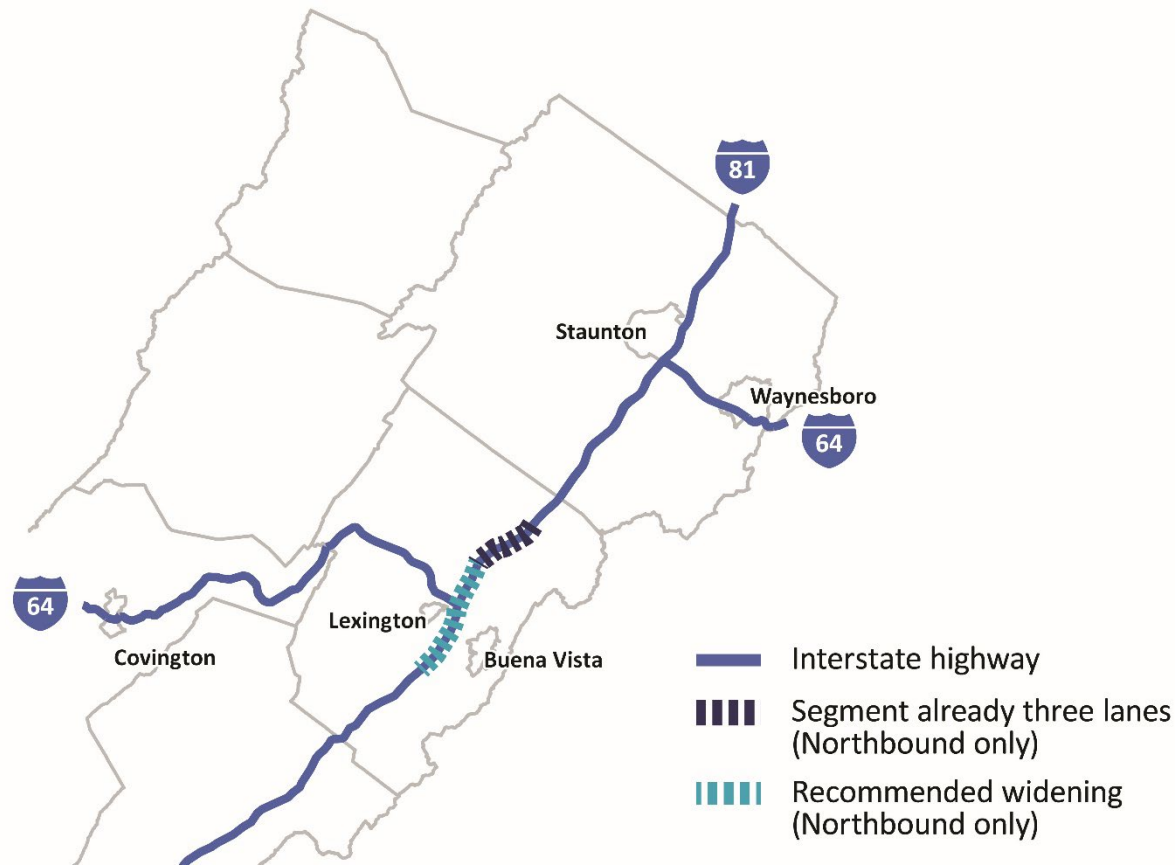 81
Staunton
Waynesboro
64
64
Lexington
Covington
Buena Vista
Interstate highway
Segment already three lanes
(Northbound only)
Recommended widening
(Northbound only)